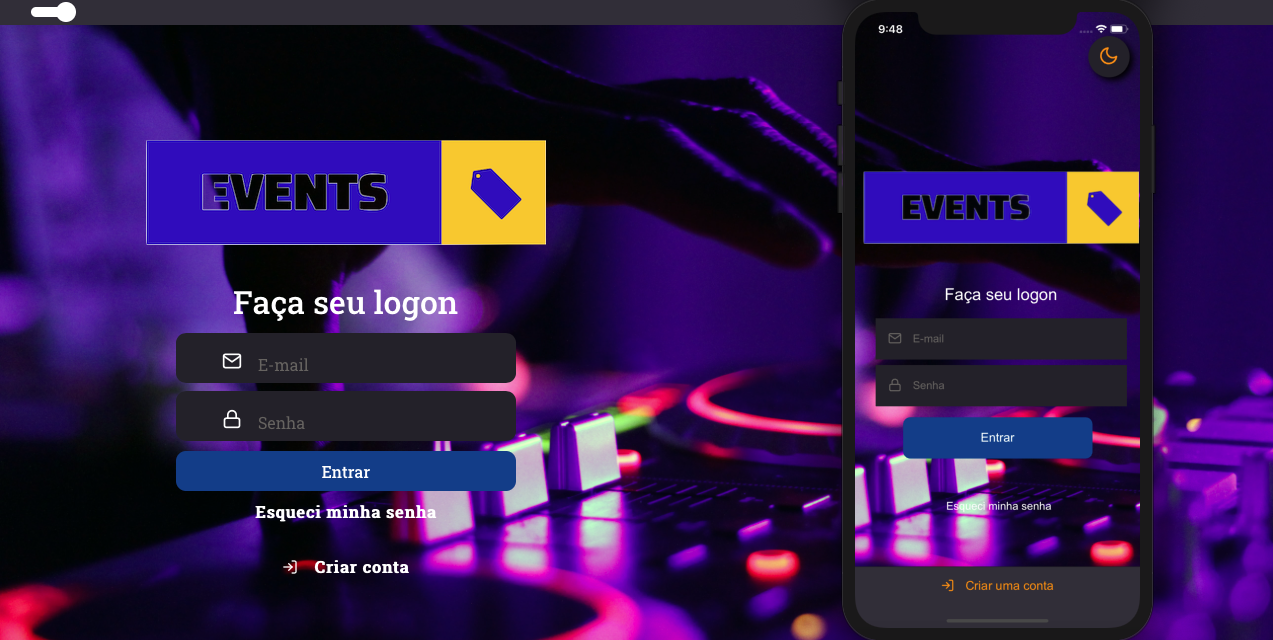 EVENTS
Faça seu logon
E-mail
Senha
Entrar
Esqueci minha senha
Criar conta
9:48
EVENTS
Faça seu logon
E-mail
Senha
Entrar
Esqueci minha senha
Criar uma conta